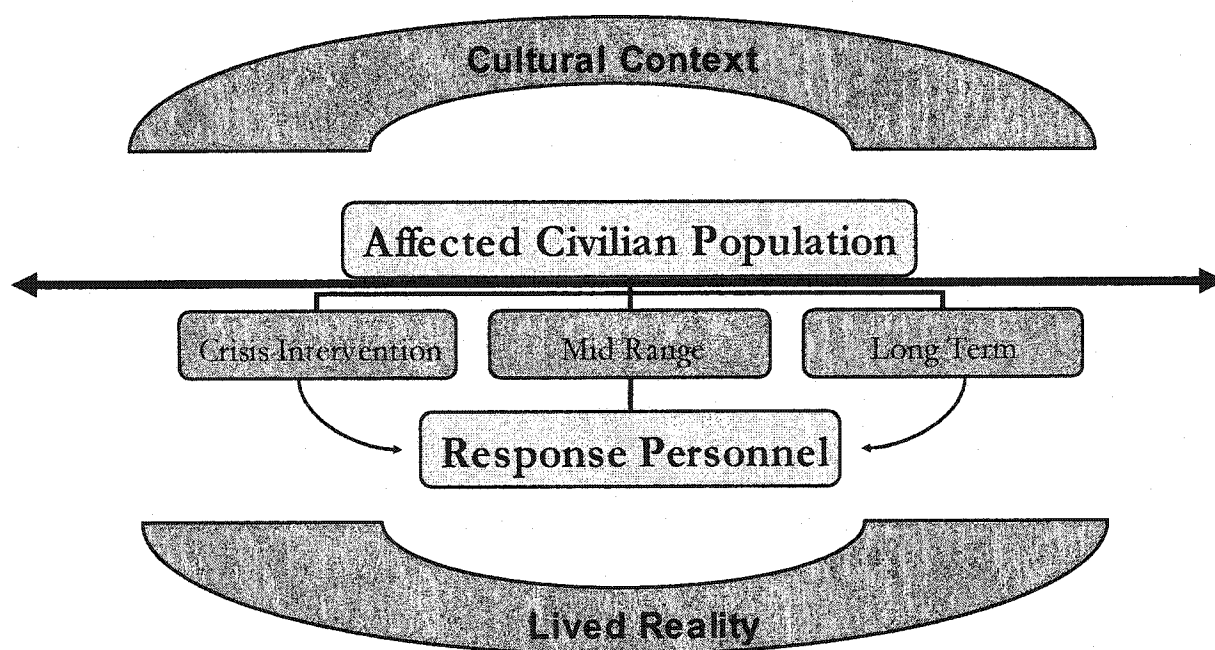 Cultural Context
Affected Civilian Population
Crisis Intervention
Mid Range
Long Term
Response Personnel
Lived Reality